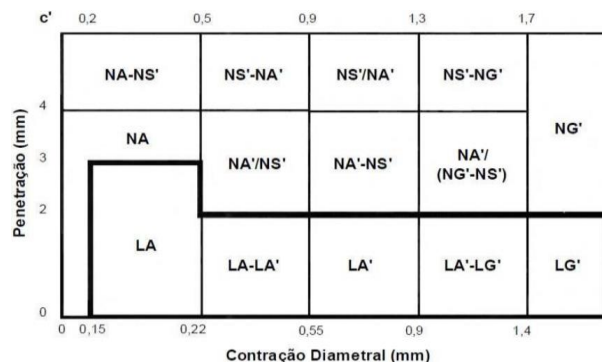 c' 0,2 0,5 0,9 1,3 1,7
NA-NS' NS'-NA' NS'/NA' NS'-NG'
4
NA NG'
3 NA'/NS' NA'-NS' NA'/
(NG'-NS')
2
LA LA-LA' LA' LA'-LG' LG'
0
0 0,15 0,22 0,55 0,9 1,4
Penetração (mm)
Contração Diametral (mm)